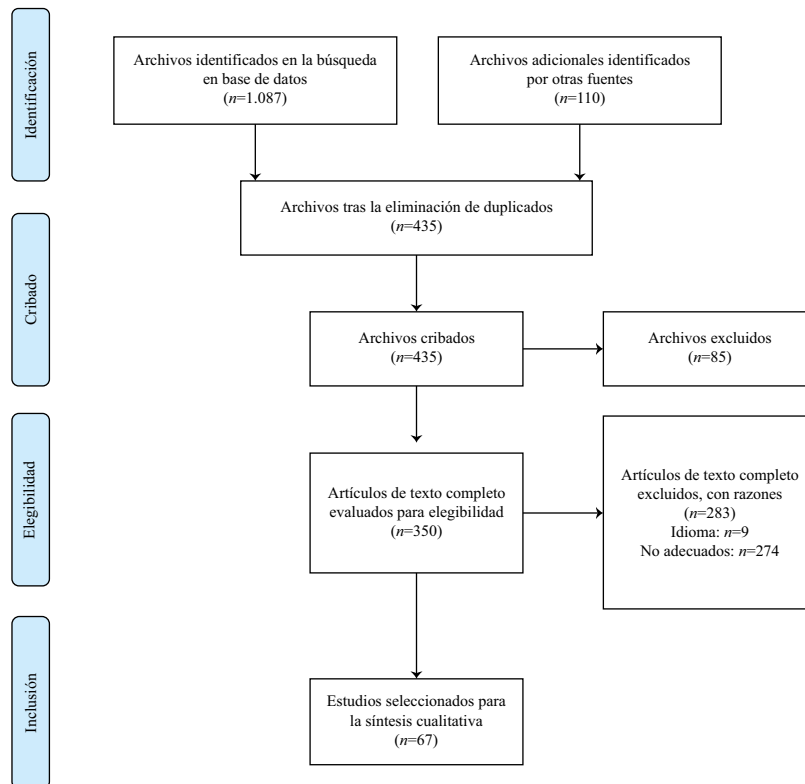 Identificación
Archivos identificados en la búsqueda
en base de datos
(n=1.087)
Archivos adicionales identificados
por otras fuentes
(n=110)
Archivos tras la eliminación de duplicados
(n=435)
Cribado
Archivos cribados
(n=435)
Archivos excluidos
(n=85)
Elegibilidad
Artículos de texto completo
evaluados para elegibilidad
(n=350)
Artículos de texto completo
excluidos, con razones
(n=283)
Idioma: n=9
No adecuados: n=274
Inclusión
Estudios seleccionados para
la síntesis cualitativa
(n=67)